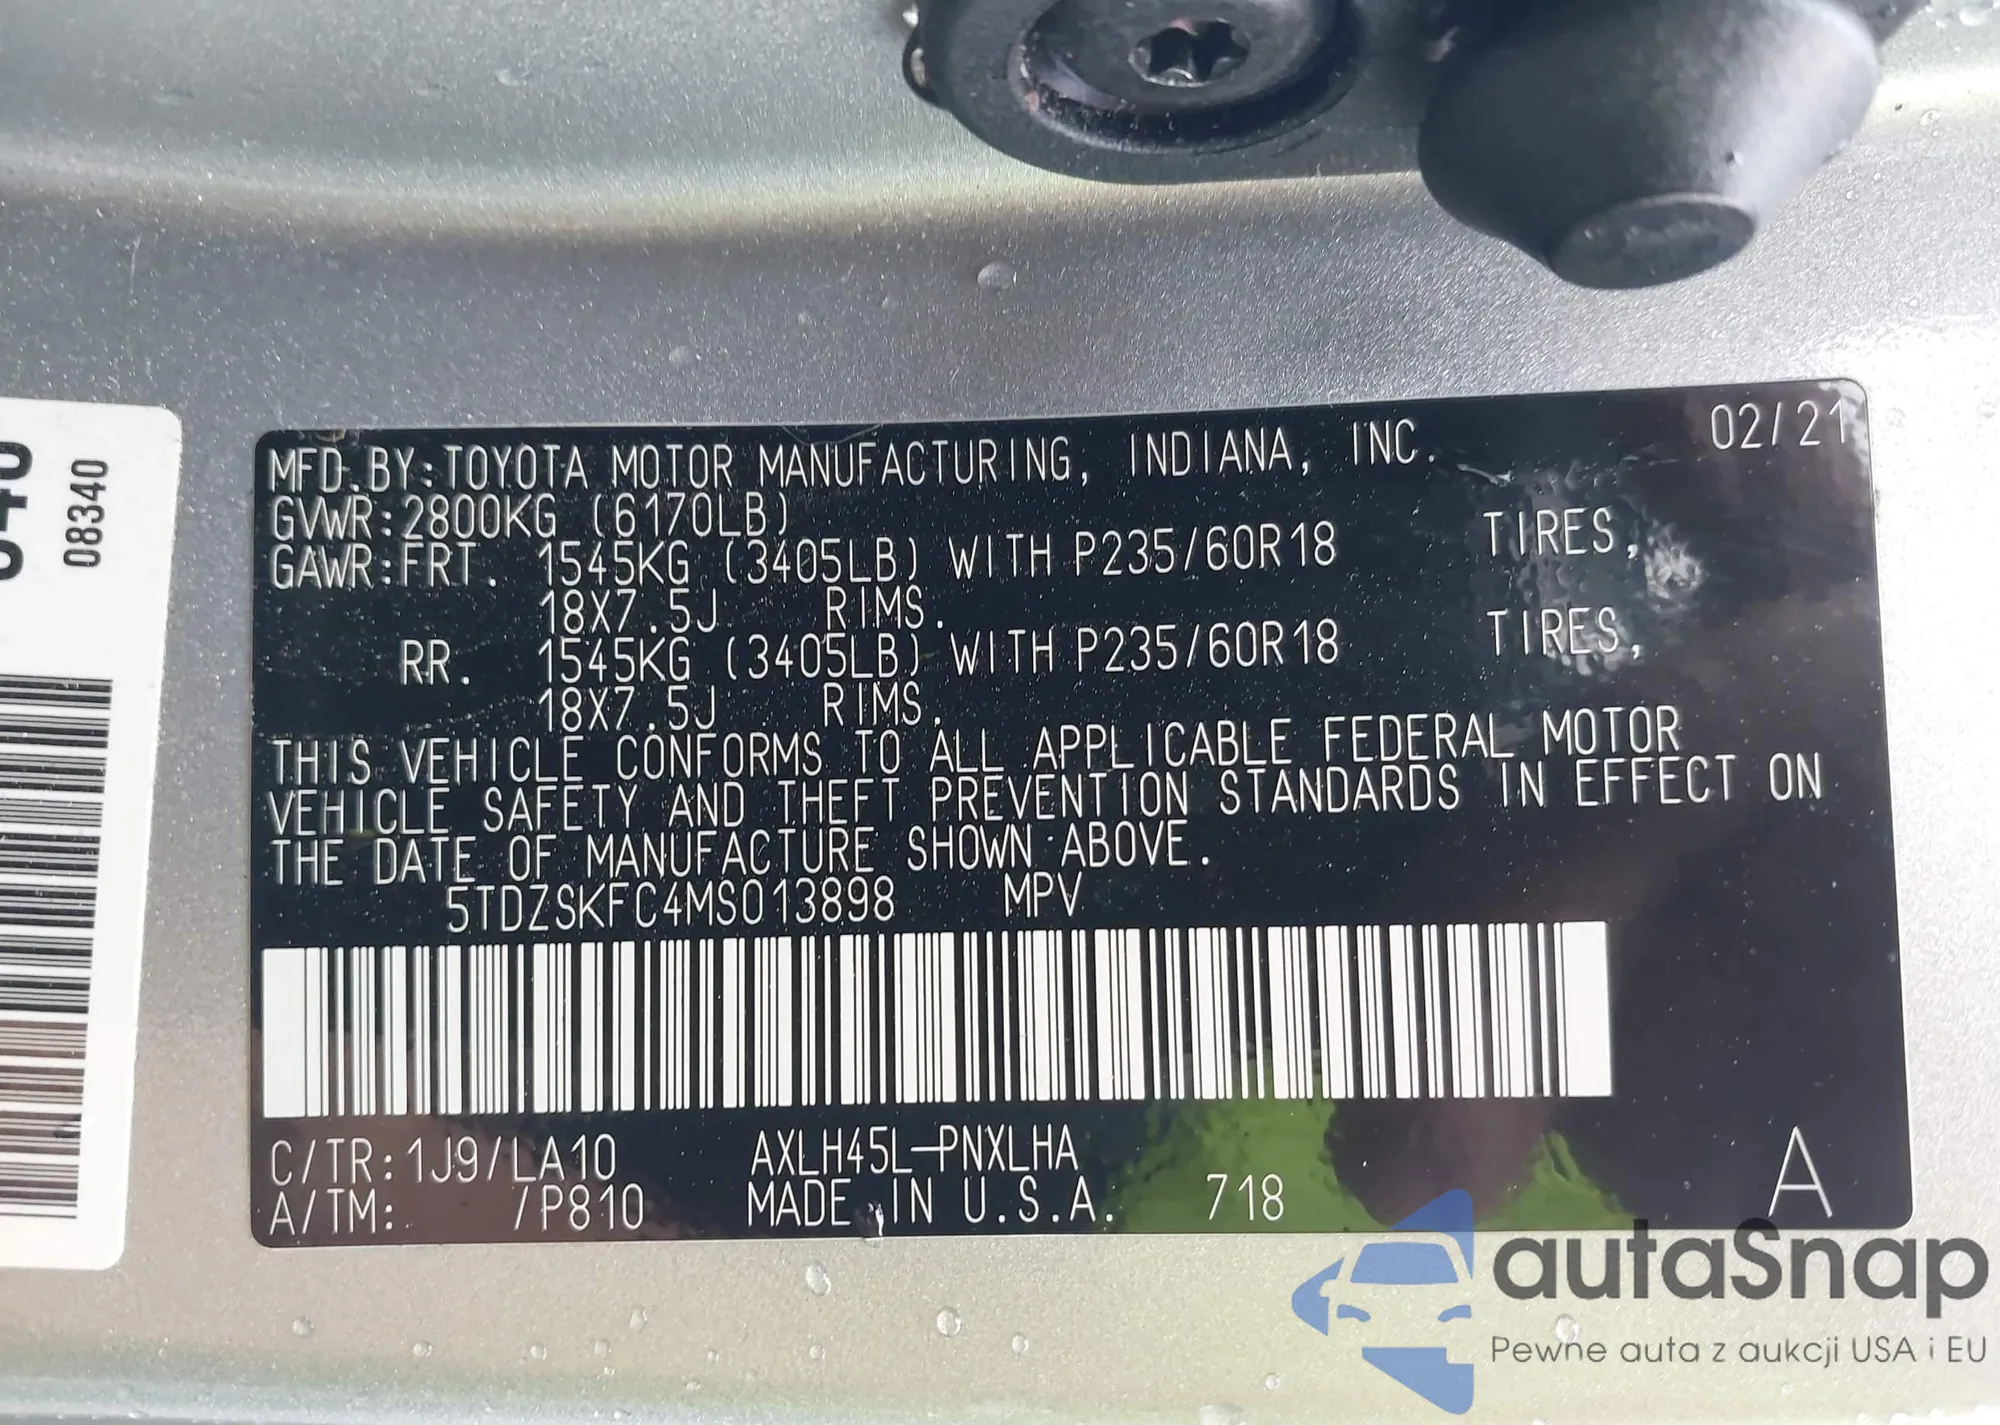 08340
MFD.BY:TOYOTA MOTOR MANUFACTURING, INDIANA, INC. 02/21
GVWR:2800KG (6170LB)
GAWR:FRT. 1545KG (3405LB) WITH P235/60R18 TIRES,
18X7.5J RIMS.
RR. 1545KG (3405LB) WITH P235/60R18 TIRES,
18X7.5J RIMS.
THIS VEHICLE CONFORMS TO ALL APPLICABLE FEDERAL MOTOR
VEHICLE SAFETY AND THEFT PREVENTION STANDARDS IN EFFECT ON
THE DATE OF MANUFACTURE SHOWN ABOVE.
5TDZSKFC4MS013898 MPV
C/TR:1J9/LA10 AXLH45L-PNXLHA
A/TM: /P810 MADE IN U.S.A. 718 A
autaSnap
Pewne auta z aukcji USA i EU